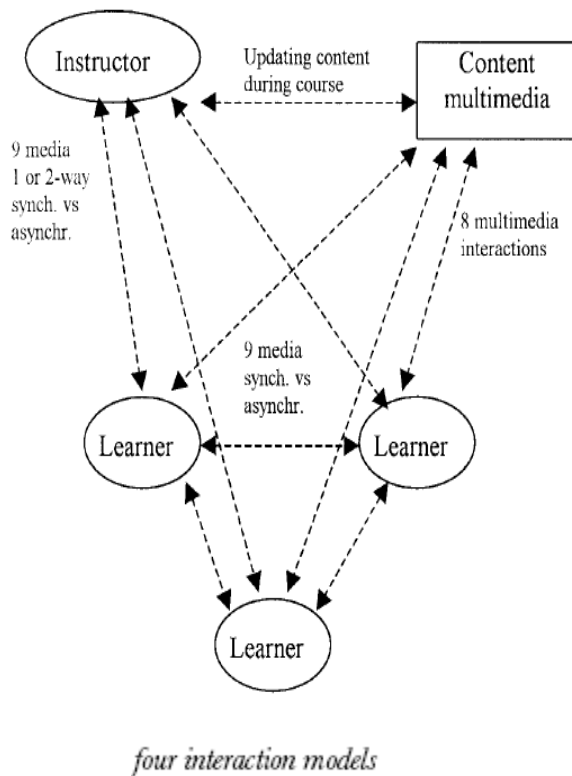 Instructor
Updating content
during course
Content
multimedia
9 media
1 or 2-way
synch. vs
asynchr.
8 multimedia
interactions
9 media
synch. vs
asynchr.
Learner
Learner
Learner
four interaction models